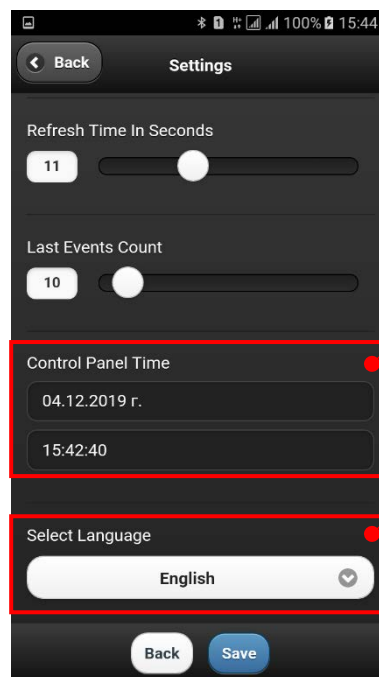 100% 15:44
Back
Settings
Refresh Time In Seconds
11
Last Events Count
10
Control Panel Time
04.12.2019 г.
15:42:40
Select Language
English
Back Save